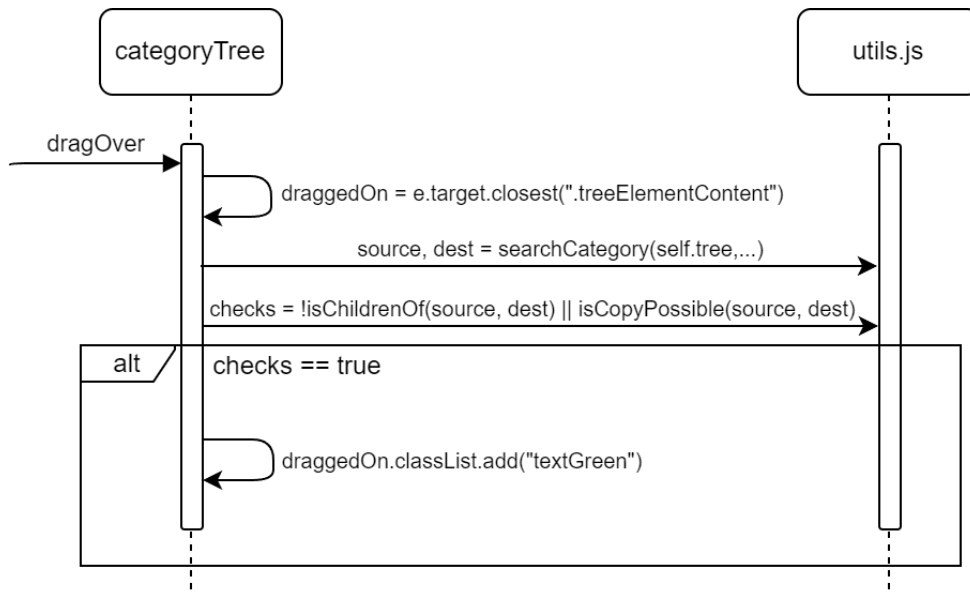 categoryTree
utils.js
dragOver
draggedOn = e.target.closest(".treeElementContent")
source, dest = searchCategory(self.tree,...)
checks = !isChildrenOf(source, dest) || isCopyPossible(source, dest)
alt
checks == true
draggedOn.classList.add("textGreen")